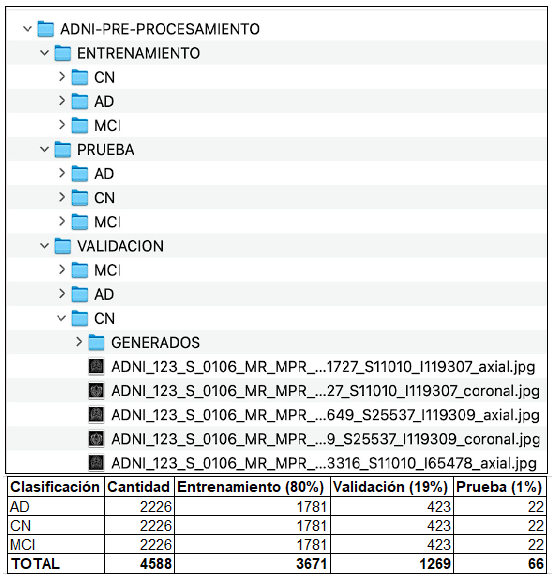 ADNI-PRE-PROCESAMIENTO
ENTRENAMIENTO
CN
AD
MCI
PRUEBA
AD
CN
MCI
VALIDACION
MCI
AD
CN
GENERADOS
ADNI_123_S_0106_MR_MPR_...1727_S11010_I119307_axial.jpg
ADNI_123_S_0106_MR_MPR_...27_S11010_I119307_coronal.jpg
ADNI_123_S_0106_MR_MPR_...649_S25537_I119309_axial.jpg
ADNI_123_S_0106_MR_MPR_...9_S25537_I119309_coronal.jpg
ADNI_123_S_0106_MR_MPR_...3316_S11010_I65478_axial.jpg
Clasificación Cantidad Entrenamiento (80%) Validación (19%) Prueba (1%)
AD 2226 1781 423 22
CN 2226 1781 423 22
MCI 2226 1781 423 22
TOTAL 4588 3671 1269 66